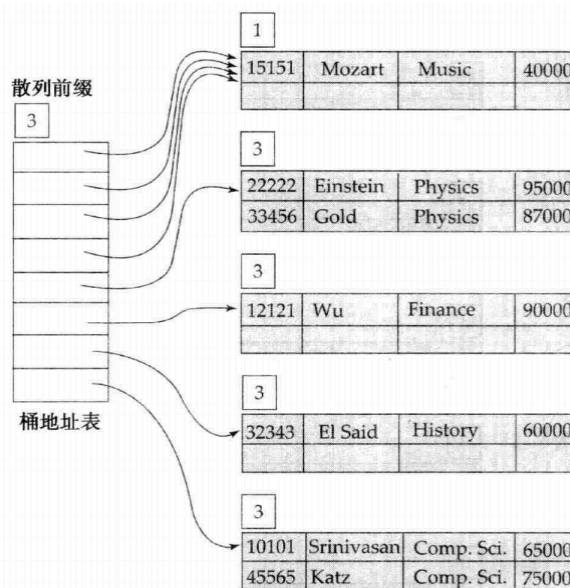 1
15151 Mozart Music 40000
散列前缀
3
3
22222 Einstein Physics 95000
33456 Gold Physics 87000
3
12121 Wu Finance 90000
桶地址表
3
32343 El Said History 60000
3
10101 Srinivasan Comp. Sci. 65000
45565 Katz Comp. Sci. 75000